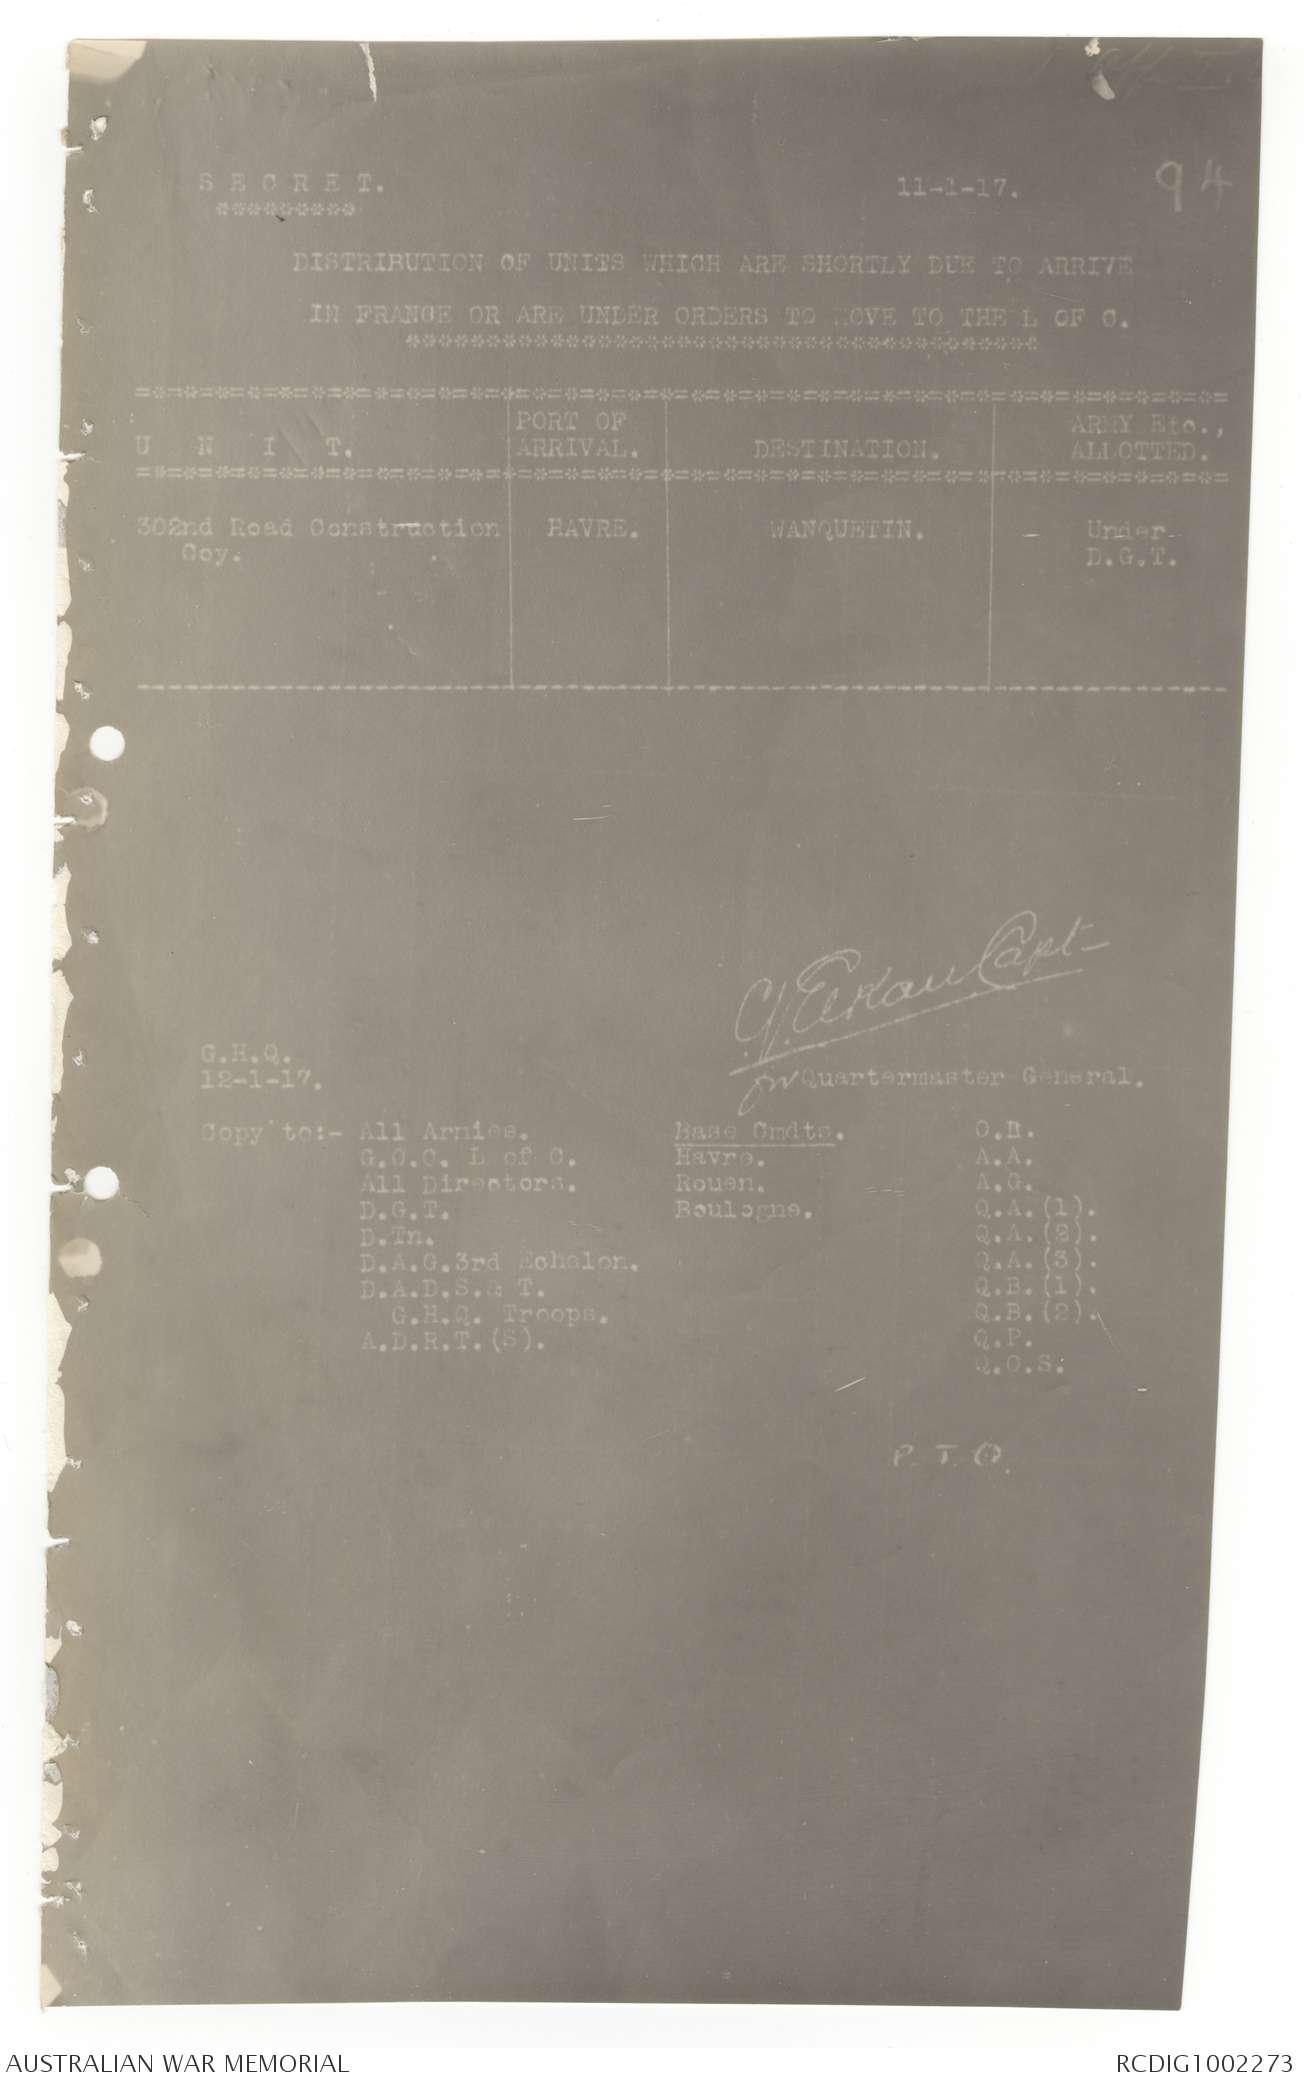 S E C R E T.
11-1-17.
94
DISTRIBUTION OF UNITS WHICH ARE SHORTLY DUE TO ARRIVE
IN FRANCE OR ARE UNDER ORDERS TO MOVE TO THE L OF C.
U N I T.
PORT OF
ARRIVAL.
DESTINATION.
ARMY Etc.,
ALLOTTED.
302nd Road Construction
Coy.
HAVRE.
WANQUETIN.
Under
D.G.T.
Capt
G.H.Q.
12-1-17.
for Quartermaster General.
Copy to:- All Armies.
G.O.C. L of C.
All Directors.
D.G.T.
D.Tn.
D.A.G.3rd Echelon.
D.A.D.S.& T.
G.H.Q. Troops.
A.D.R.T.(S).
Base Cmdts.
Havre.
Rouen.
Boulogne.
A.A.
A.G.
Q.A.(1).
Q.A.(2).
Q.A.(3).
Q.B.(1).
Q.B.(2).
Q.P.
Q.O.S.
P. T. O.
AUSTRALIAN WAR MEMORIAL
RCDIG1002273